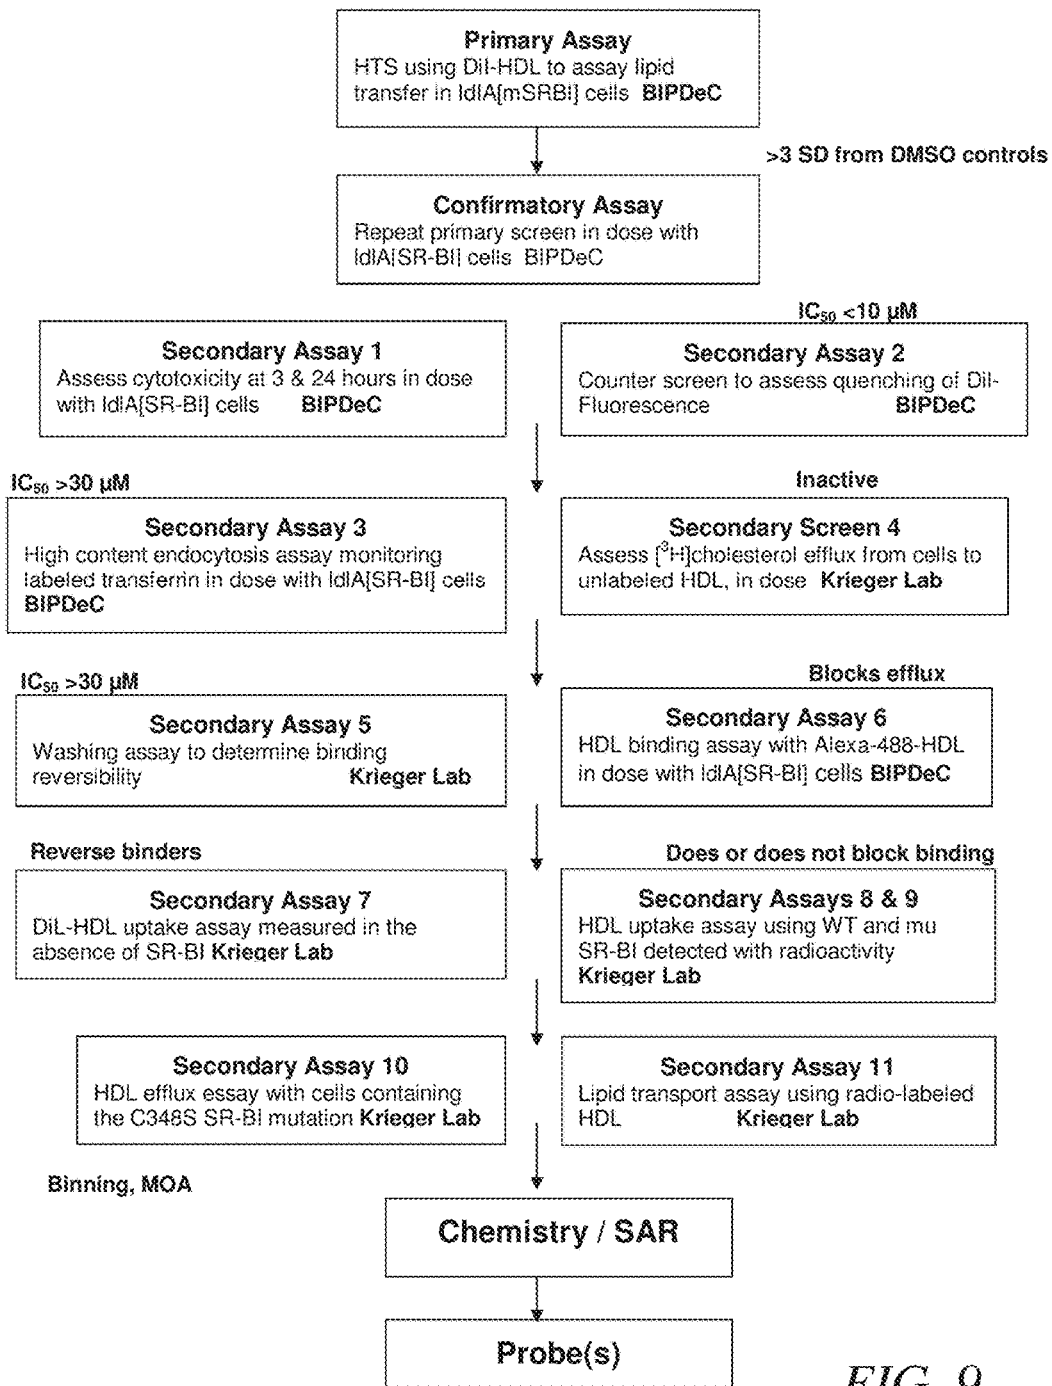 Primary Assay
HTS using DiI-HDL to assay lipid
transfer in ldlA[mSRBI] cells BIPDeC
>3 SD from DMSO controls
Confirmatory Assay
Repeat primary screen in dose with
ldlA[SR-BI] cells BIPDeC
IC50 <10 µM
Secondary Assay 1
Assess cytotoxicity at 3 & 24 hours in dose
with ldlA[SR-BI] cells BIPDeC
Secondary Assay 2
Counter screen to assess quenching of DiI-
Fluorescence BIPDeC
IC50 >30 µM
Inactive
Secondary Assay 3
High content endocytosis assay monitoring
labeled transferrin in dose with ldlA[SR-BI] cells
BIPDeC
Secondary Screen 4
Assess [3H]cholesterol efflux from cells to
unlabeled HDL, in dose Krieger Lab
IC50 >30 µM
Blocks efflux
Secondary Assay 5
Washing assay to determine binding
reversibility Krieger Lab
Secondary Assay 6
HDL binding assay with Alexa-488-HDL
in dose with ldlA[SR-BI] cells BIPDeC
Reverse binders
Does or does not block binding
Secondary Assay 7
DiL-HDL uptake assay measured in the
absence of SR-BI Krieger Lab
Secondary Assays 8 & 9
HDL uptake assay using WT and mu
SR-BI detected with radioactivity
Krieger Lab
Secondary Assay 10
HDL efflux essay with cells containing
the C348S SR-BI mutation Krieger Lab
Secondary Assay 11
Lipid transport assay using radio-labeled
HDL Krieger Lab
Binning, MOA
Chemistry / SAR
Probe(s)
FIG. 9